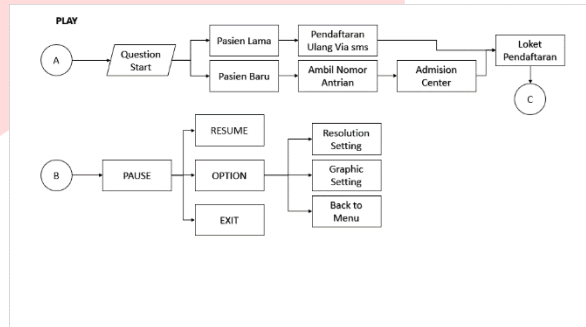 PLAY
A
Question
Start
Pasien Lama
Pendaftaran
Ulang Via sms
Pasien Baru
Ambil Nomor
Antrian
Admision
Center
Loket
Pendaftaran
C
B
PAUSE
RESUME
OPTION
EXIT
Resolution
Setting
Graphic
Setting
Back to
Menu